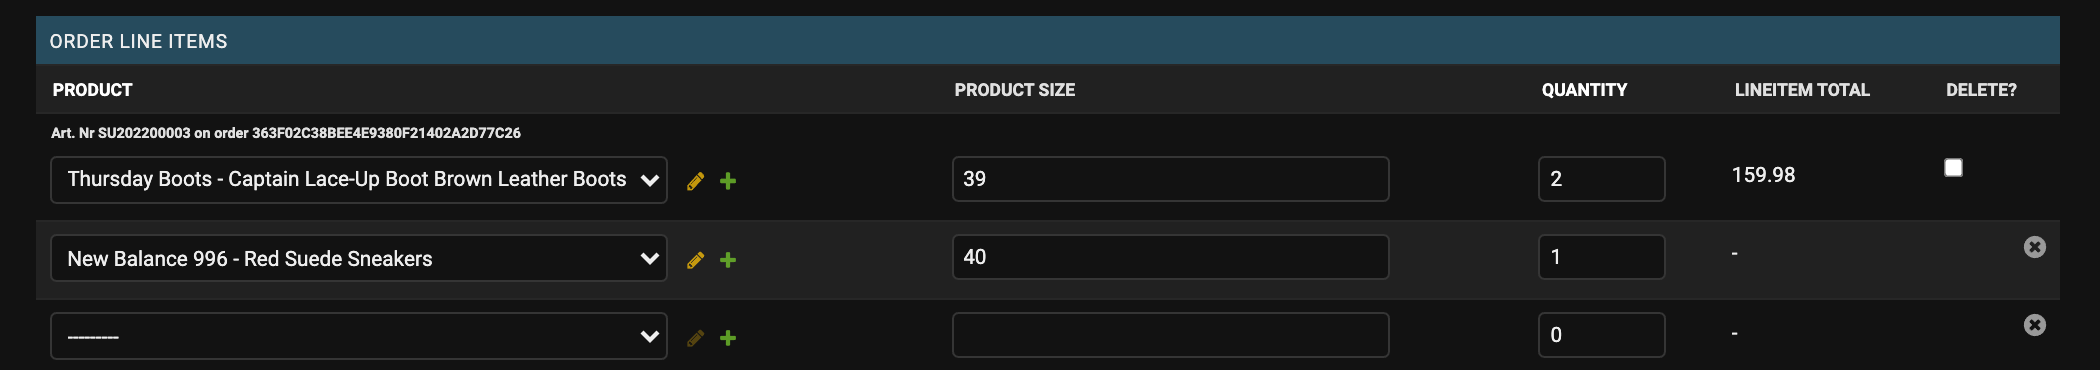 ORDER LINE ITEMS
PRODUCT PRODUCT SIZE QUANTITY LINEITEM TOTAL DELETE?
Art. Nr SU202200003 on order 363F02C38BEE4E9380F21402A2D77C26
Thursday Boots - Captain Lace-Up Boot Brown Leather Boots 39 2 159.98
New Balance 996 - Red Suede Sneakers 40 1 -
--------- 0 -